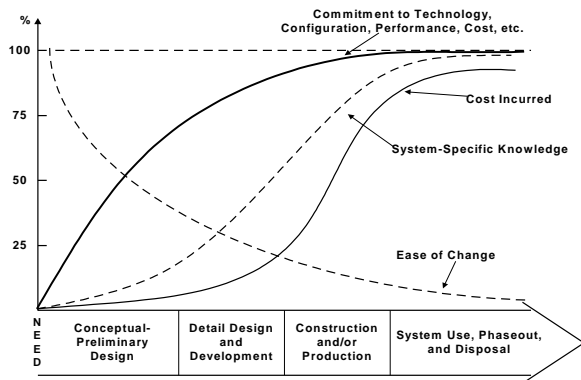 %
Commitment to Technology,
Configuration, Performance, Cost, etc.
100
Cost Incurred
75
System-Specific Knowledge
50
25
Ease of Change
N
E
E
D
Conceptual-
Preliminary
Design
Detail Design
and
Development
Construction
and/or
Production
System Use, Phaseout,
and Disposal